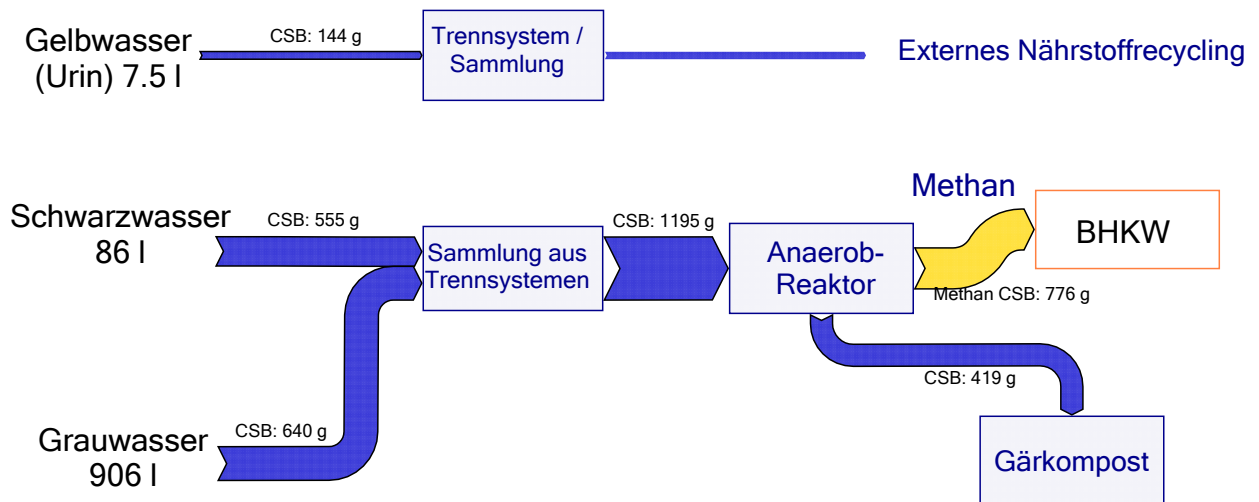 Gelbwasser
(Urin) 7.5 l
CSB: 144 g
Trennsystem /
Sammlung
Externes Nährstoffrecycling
Schwarzwasser
86 l
CSB: 555 g
Sammlung aus
Trennsystemen
CSB: 1195 g
Anaerob-
Reaktor
Methan
BHKW
Methan CSB: 776 g
CSB: 419 g
Grauwasser
906 l
CSB: 640 g
Gärkompost